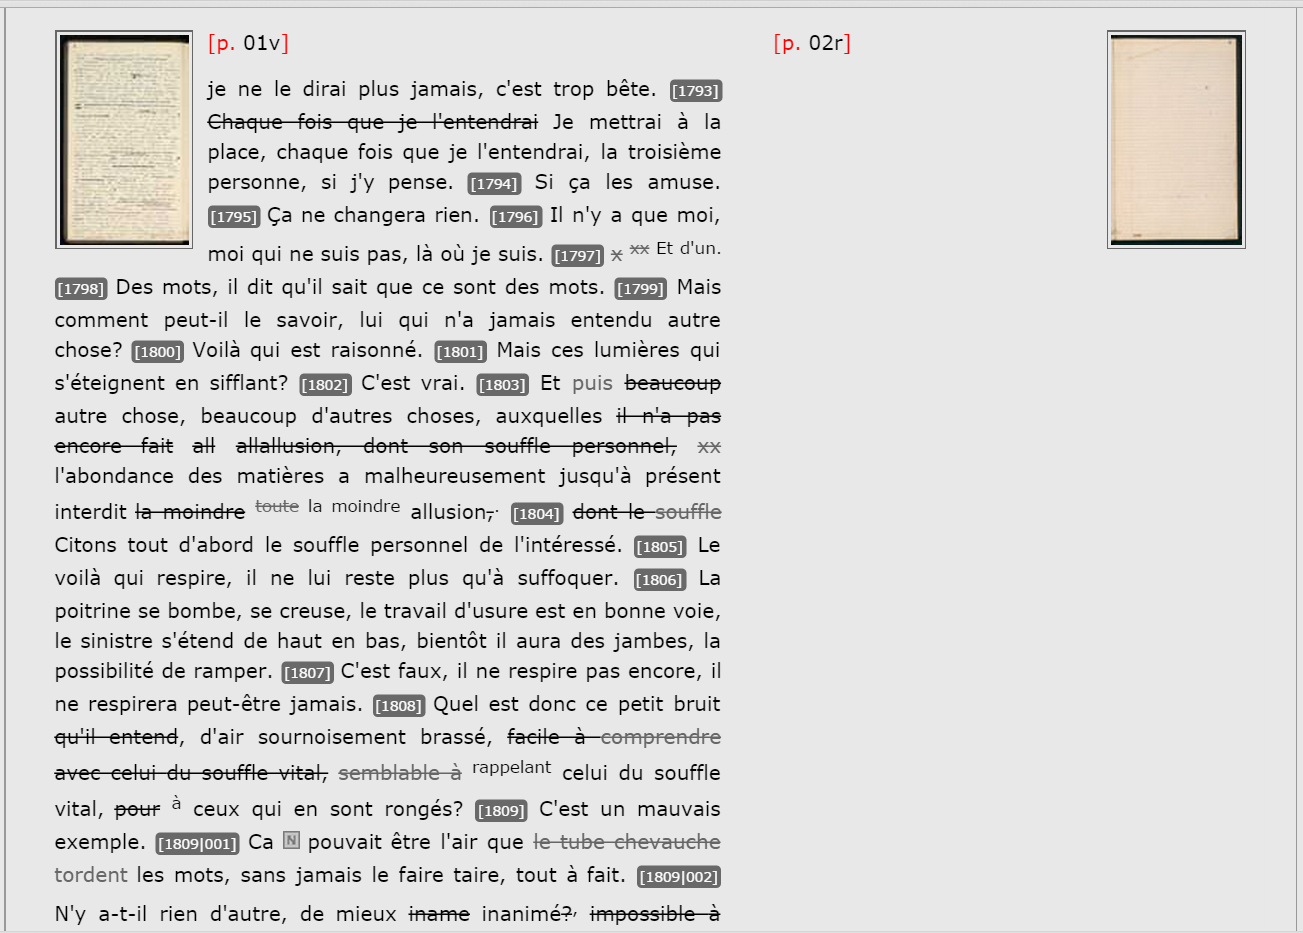 [p. 01v]
je ne le dirai plus jamais, c'est trop bête. [1793]
Chaque fois que je l'entendrai Je mettrai à la
place, chaque fois que je l'entendrai, la troisième
personne, si j'y pense. [1794] Si ça les amuse.
[1795] Ça ne changera rien. [1796] Il n'y a que moi,
moi qui ne suis pas, là où je suis. [1797] x xx Et d'un.
[1798] Des mots, il dit qu'il sait que ce sont des mots. [1799] Mais
comment peut-il le savoir, lui qui n'a jamais entendu autre
chose? [1800] Voilà qui est raisonné. [1801] Mais ces lumières qui
s'éteignent en sifflant? [1802] C'est vrai. [1803] Et puis beaucoup
autre chose, beaucoup d'autres choses, auxquelles il n'a pas
encore fait all allallusion, dont son souffle personnel, xx
l'abondance des matières a malheureusement jusqu'à présent
interdit la moindre toute la moindre allusion,. [1804] dont le souffle
Citons tout d'abord le souffle personnel de l'intéressé. [1805] Le
voilà qui respire, il ne lui reste plus qu'à suffoquer. [1806] La
poitrine se bombe, se creuse, le travail d'usure est en bonne voie,
le sinistre s'étend de haut en bas, bientôt il aura des jambes, la
possibilité de ramper. [1807] C'est faux, il ne respire pas encore, il
ne respirera peut-être jamais. [1808] Quel est donc ce petit bruit
qu'il entend, d'air sournoisement brassé, facile à comprendre
avec celui du souffle vital, semblable à rappelant celui du souffle
vital, pour à ceux qui en sont rongés? [1809] C'est un mauvais
exemple. [1809|001] Ca N pouvait être l'air que le tube chevauche
tordent les mots, sans jamais le faire taire, tout à fait. [1809|002]
N'y a-t-il rien d'autre, de mieux iname inanimé?, impossible à
[p. 02r]